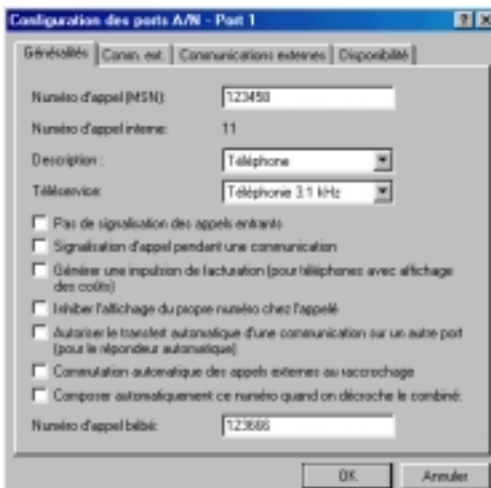 Configuration des ports A/N - Port 1
Généralités
Comm. ext.
Communications externes
Disponibilité
Numéro d'appel (MSN):
Numéro d'appel interne: 11
Description : Téléphone
Téléservice: Téléphonie 3.1 kHz
Pas de signalisation des appels entrants
Signalisation d'appel pendant une communication
Générer une impulsion de facturation (pour téléphones avec affichage
des coûts)
Inhiber l'affichage du propre numéro chez l'appelé
Autoriser le transfert automatique d'une communication sur un autre port
(pour le répondeur automatique)
Commutation automatique des appels externes au raccrochage
Composer automatiquement ce numéro quand on décroche le combiné:
Numéro d'appel bébé:
OK
Annuler